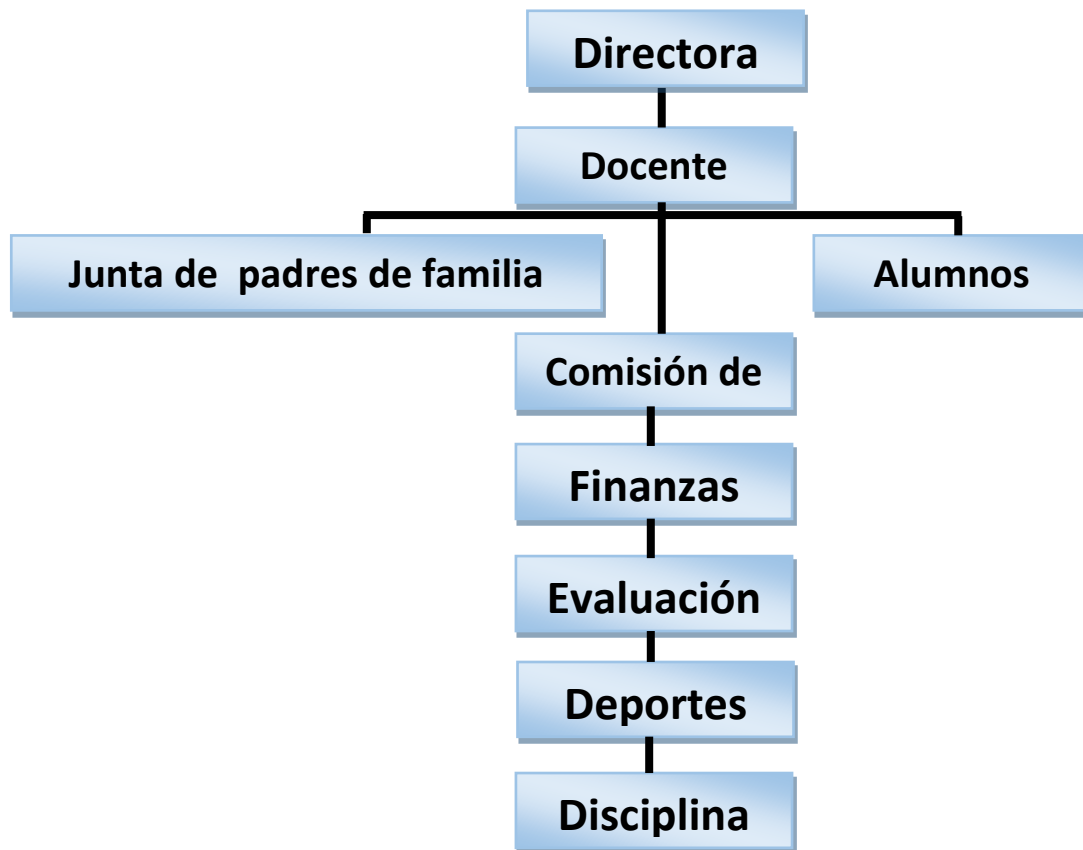 Directora
Docente
Junta de  padres de familia
Alumnos
Comisión de
Finanzas
Evaluación
Deportes
Disciplina